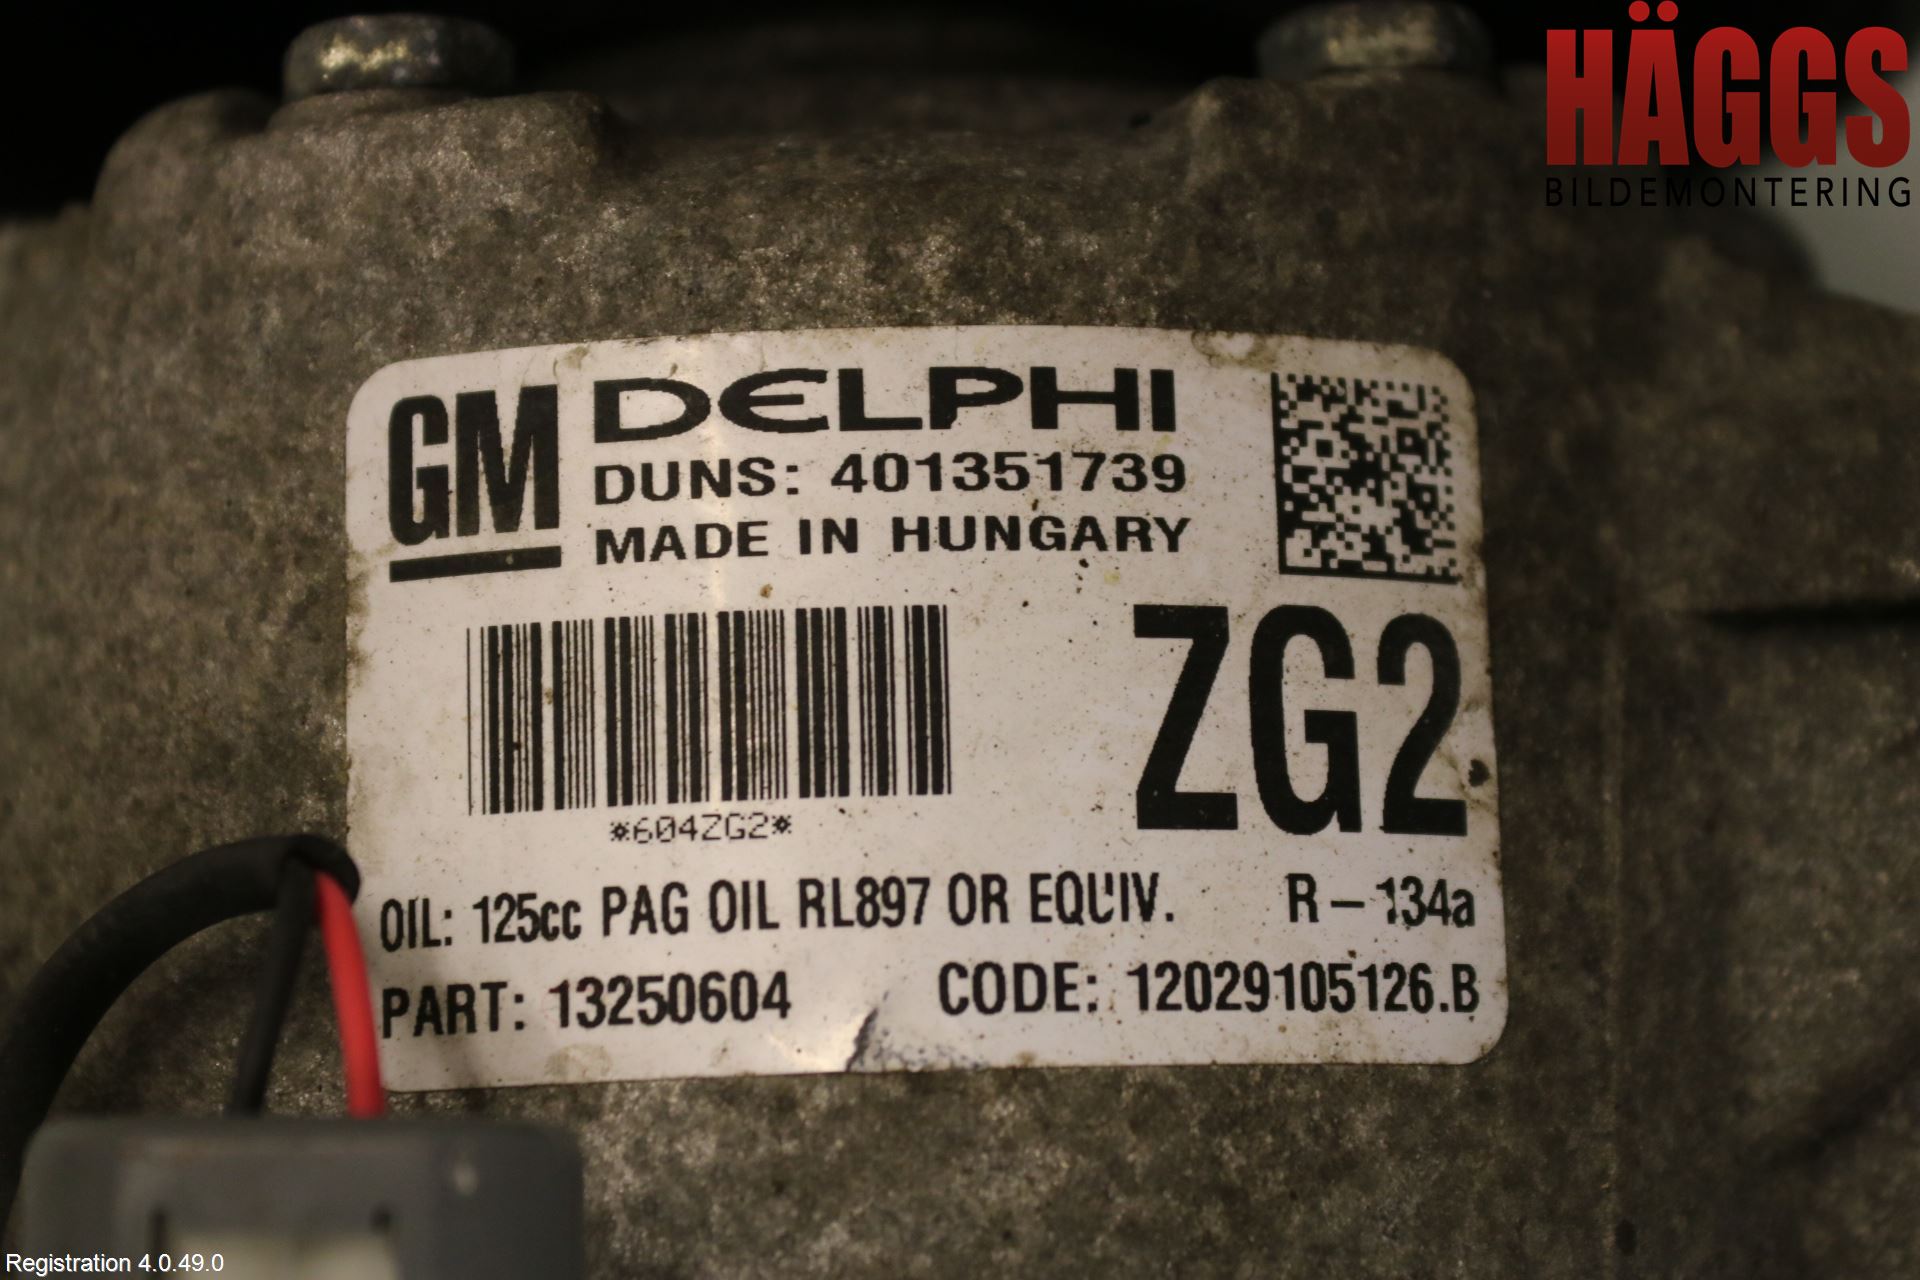 HÄGGS
BILDEMONTERING
GM DELPHI
DUNS: 401351739
MADE IN HUNGARY
ZG2
*604ZG2*
OIL: 125cc PAG OIL RL897 OR EQUIV. R-134a
PART: 13250604 CODE: 12029105126.B
Registration 4.0.49.0